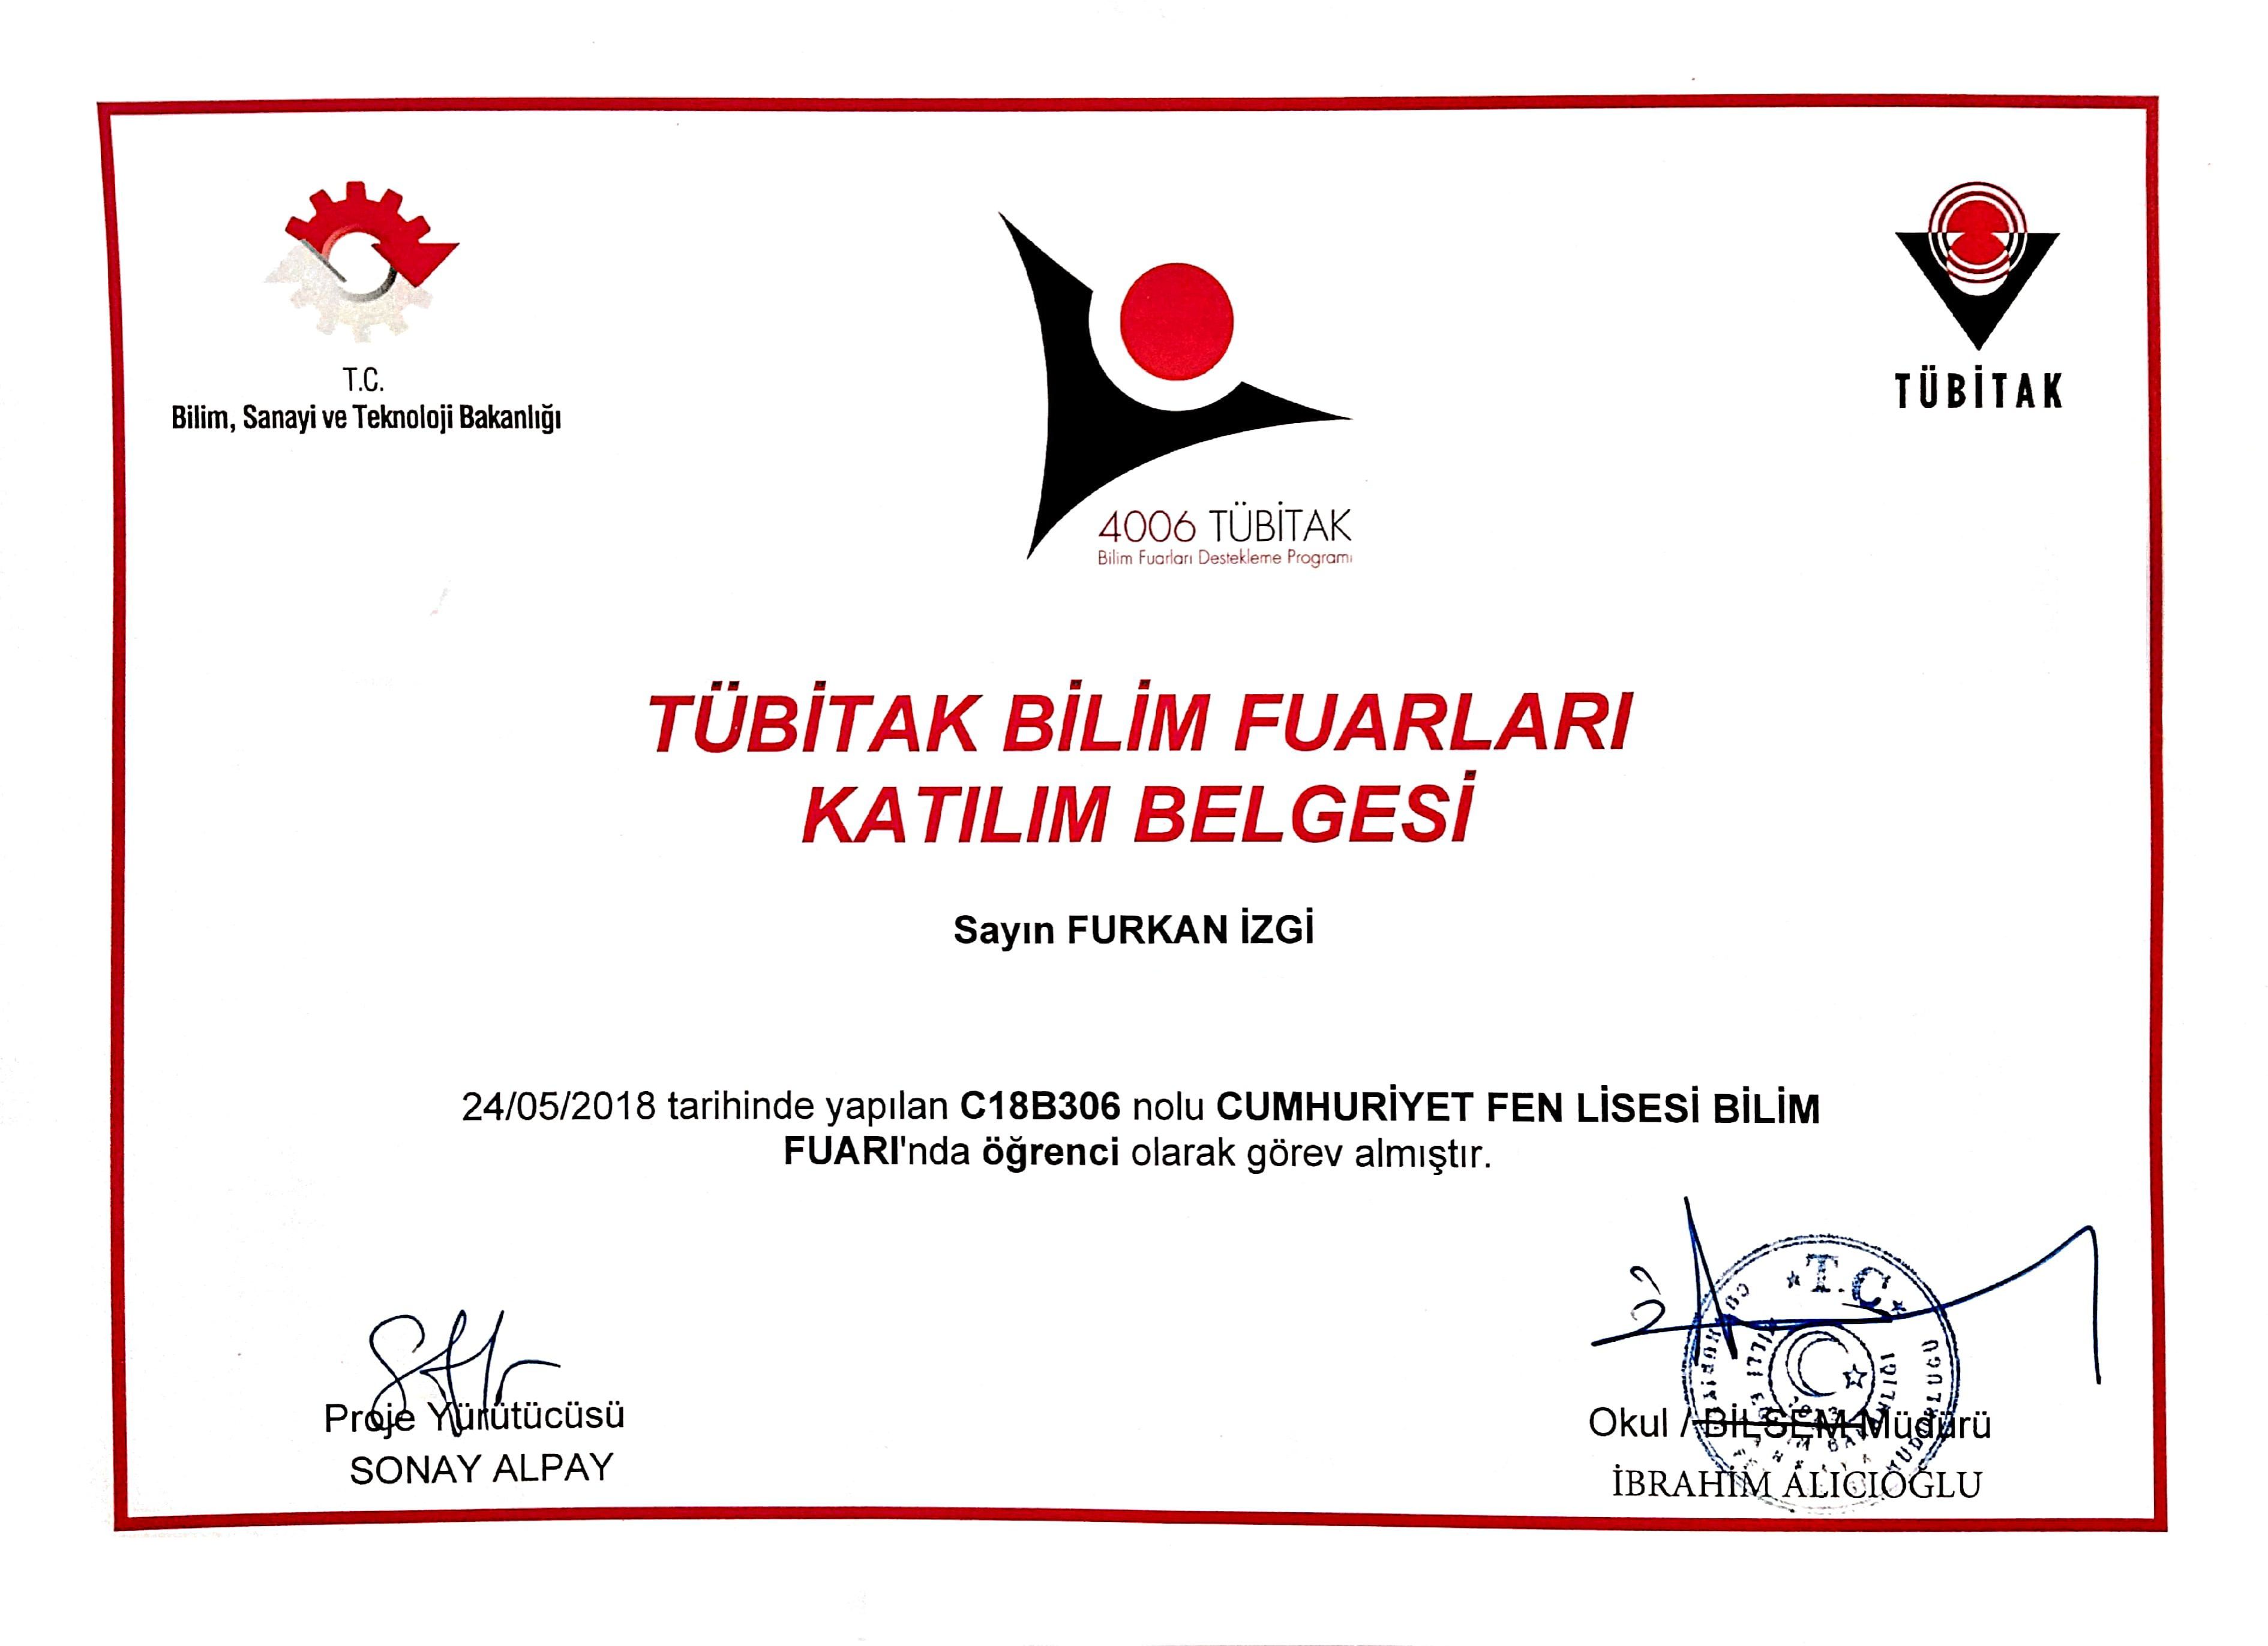 T.C.
Bilim, Sanayi ve Teknoloji Bakanlığı
4006 TÜBİTAK
Bilim Fuarları Destekleme Programı
TÜBİTAK
TÜBİTAK BİLİM FUARLARI
KATILIM BELGESİ
Sayın FURKAN İZGİ
24/05/2018 tarihinde yapılan C18B306 nolu CUMHURİYET FEN LİSESİ BİLİM
FUARI'nda öğrenci olarak görev almıştır.
Proje Yürütücüsü
SONAY ALPAY
T.C.
Okul / BİLSEM Müdürü
İBRAHİM ALICIOĞLU